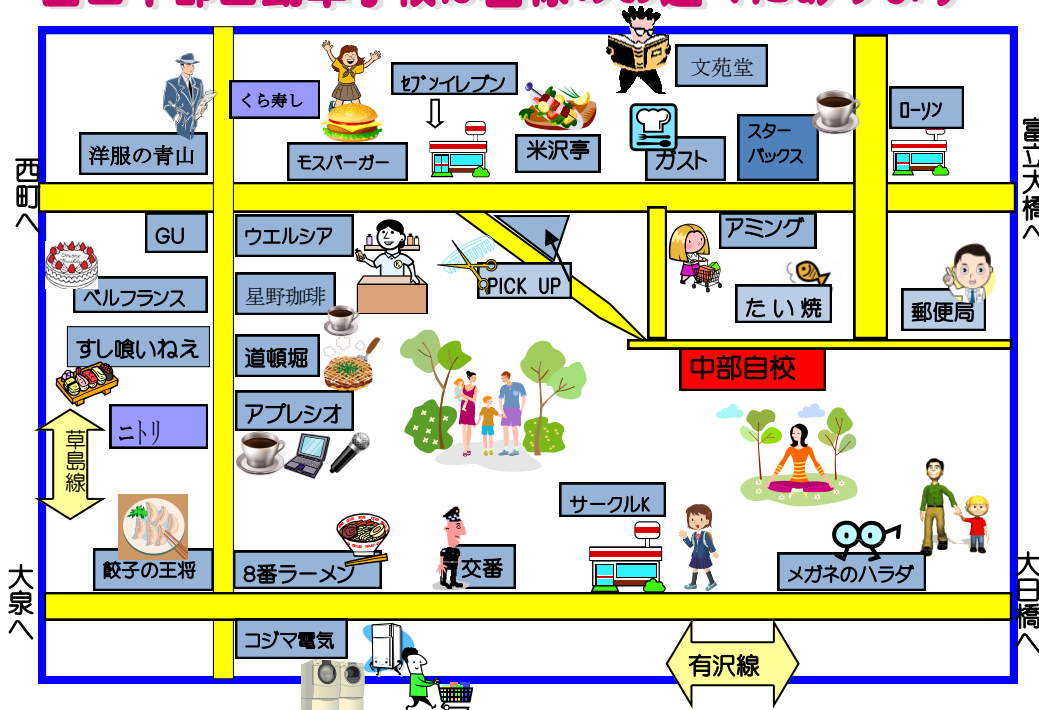 文苑堂
くら寿し
ｾﾌﾞﾝイレブン
ローソン
スター
バックス
洋服の青山
モスバーガー
米沢亭
ガスト
西町へ
富立大橋へ
GU
ウエルシア
アミング
PICK UP
ベルフランス
星野珈琲
たい焼
郵便局
すし喰いねえ
道頓堀
中部自校
アプレシオ
ニトリ
草島線
サークルK
餃子の王将
8番ラーメン
交番
メガネのハラダ
大泉へ
大日橋へ
コジマ電気
有沢線